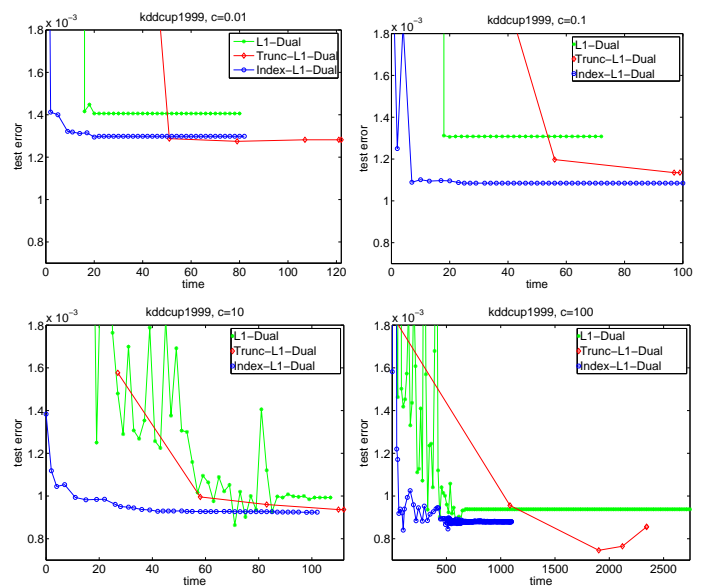 kddcup1999, c=0.01
x 10^-3
1.8
1.6
1.4
1.2
1
0.8
test error
0 20 40 60 80 100 120
time
L1-Dual
Trunc-L1-Dual
Index-L1-Dual
kddcup1999, c=0.1
x 10^-3
1.8
1.6
1.4
1.2
1
0.8
test error
0 20 40 60 80 100
time
L1-Dual
Trunc-L1-Dual
Index-L1-Dual
kddcup1999, c=10
x 10^-3
1.8
1.6
1.4
1.2
1
0.8
test error
0 20 40 60 80 100
time
L1-Dual
Trunc-L1-Dual
Index-L1-Dual
kddcup1999, c=100
x 10^-3
1.8
1.6
1.4
1.2
1
0.8
test error
500 1000 1500 2000 2500
time
L1-Dual
Trunc-L1-Dual
Index-L1-Dual